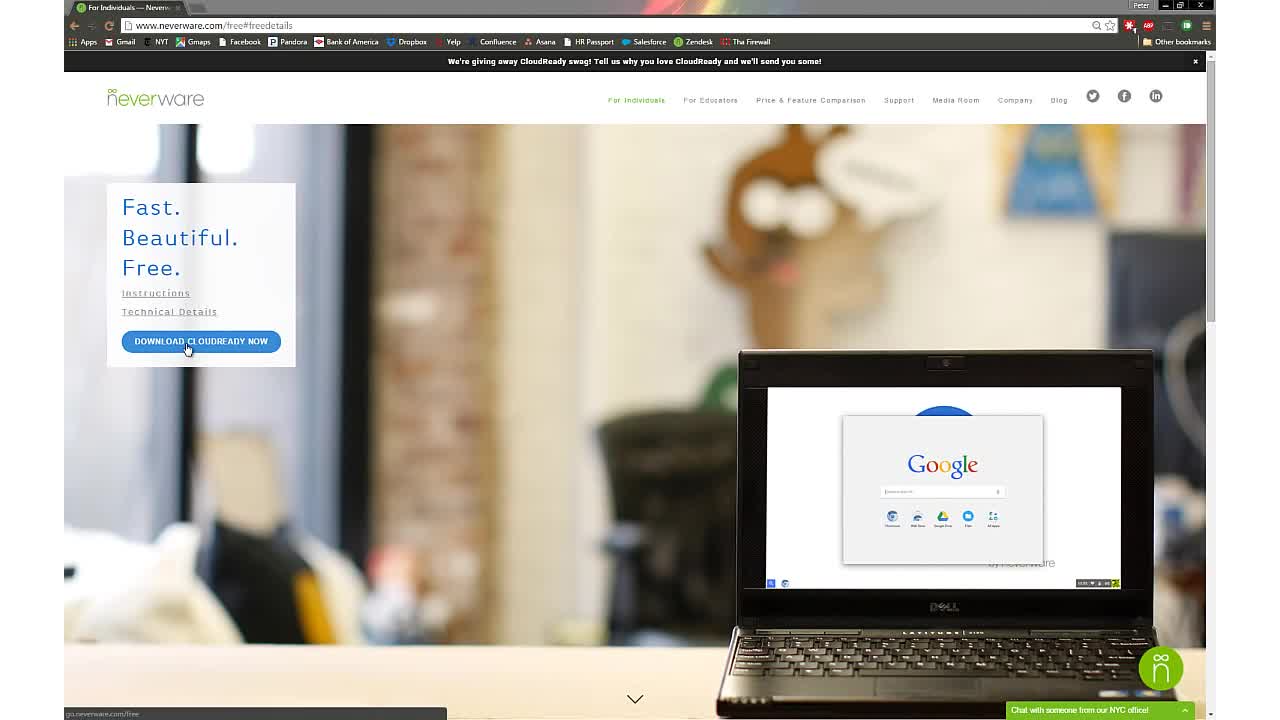 For Individuals — Neverw
Peter
www.neverware.com/free#freedetails
Apps Gmail NYT Gmaps Facebook Pandora Bank of America Dropbox Yelp Confluence Asana HR Passport Salesforce Zendesk Tha Firewall Other bookmarks
We're giving away CloudReady swag! Tell us why you love CloudReady and we'll send you some!
neverware
For Individuals For Educators Price & Feature Comparison Support Media Room Company Blog
Fast.
Beautiful.
Free.
Instructions
Technical Details
DOWNLOAD CLOUDREADY NOW
Google
by neverware
DELL
LATITUDE
go.neverware.com/free
Chat with someone from our NYC office!